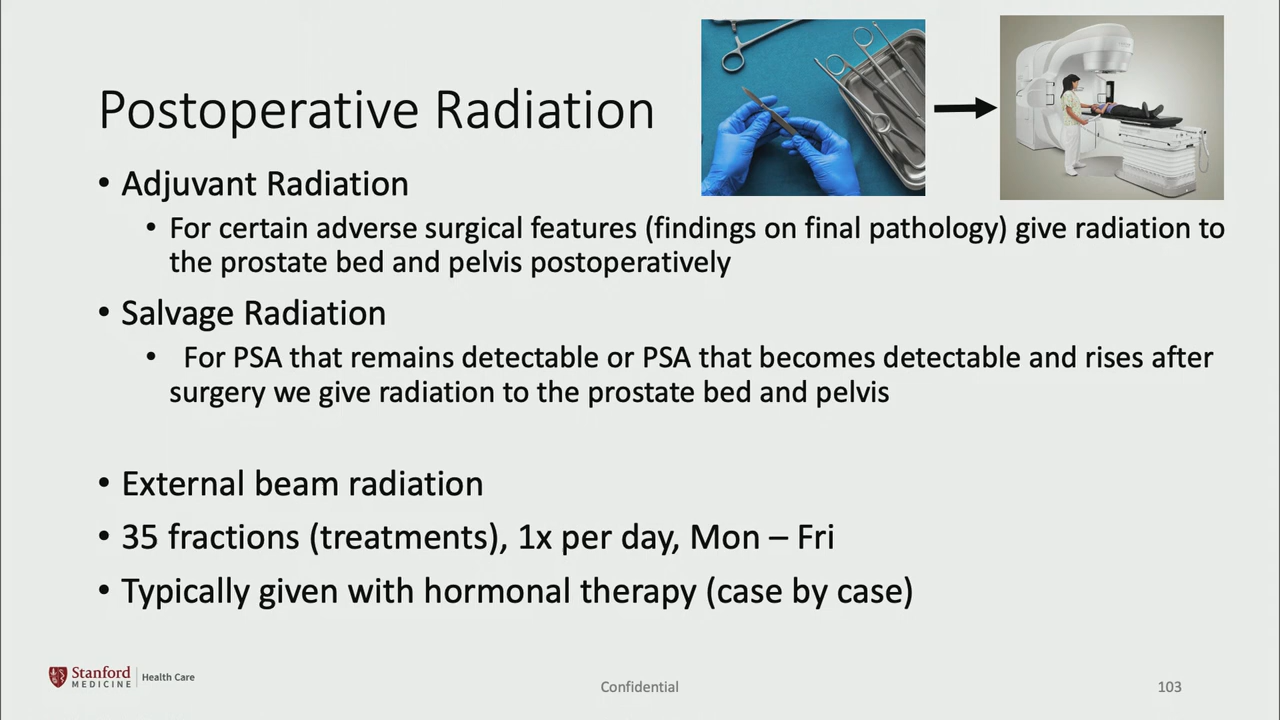 Postoperative Radiation
• Adjuvant Radiation
• For certain adverse surgical features (findings on final pathology) give radiation to
the prostate bed and pelvis postoperatively
• Salvage Radiation
• For PSA that remains detectable or PSA that becomes detectable and rises after
surgery we give radiation to the prostate bed and pelvis
• External beam radiation
• 35 fractions (treatments), 1x per day, Mon – Fri
• Typically given with hormonal therapy (case by case)
Stanford
MEDICINE
Health Care
Confidential
103